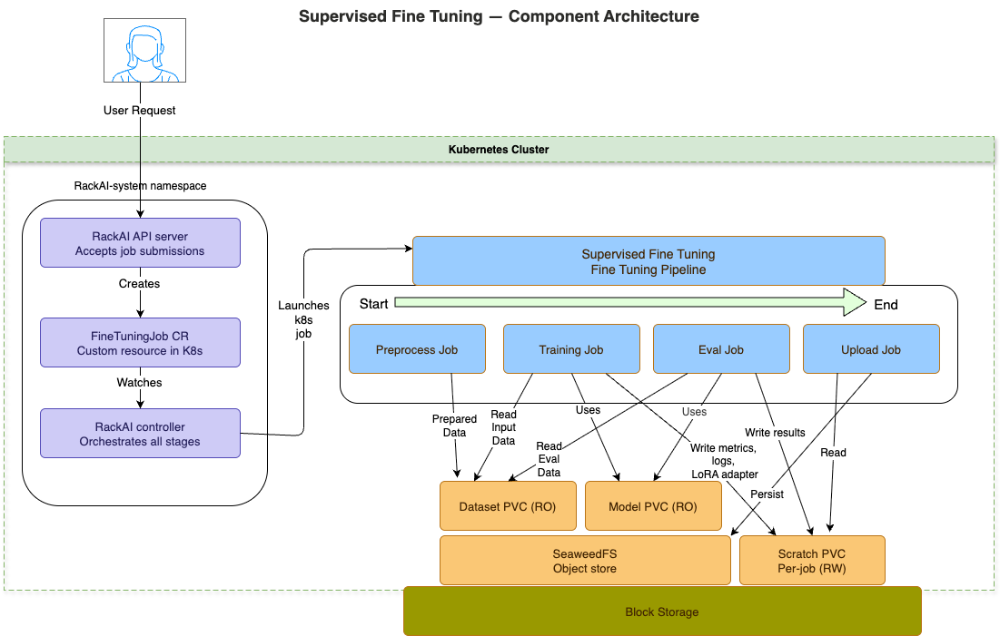 Supervised Fine Tuning — Component Architecture
User Request
Kubernetes Cluster
RackAI-system namespace
RackAI API server
Accepts job submissions
Creates
FineTuningJob CR
Custom resource in K8s
Watches
RackAI controller
Orchestrates all stages
Launches
k8s
job
Supervised Fine Tuning
Fine Tuning Pipeline
Start
End
Preprocess Job
Training Job
Eval Job
Upload Job
Prepared
Data
Read
Input
Data
Uses
Read
Eval
Data
Uses
Write metrics,
logs,
LoRA adapter
Write results
Read
Persist
Dataset PVC (RO)
Model PVC (RO)
SeaweedFS
Object store
Scratch PVC
Per-job (RW)
Block Storage